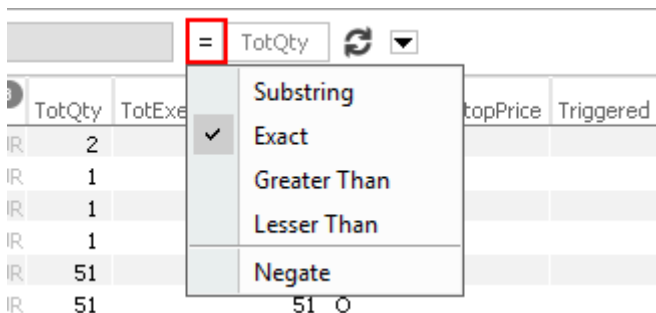 = TotQty
Substring
TotQty TotExe topPrice Triggered
Exact
2
Greater Than
1
1
Lesser Than
1
Negate
51
51 51 O